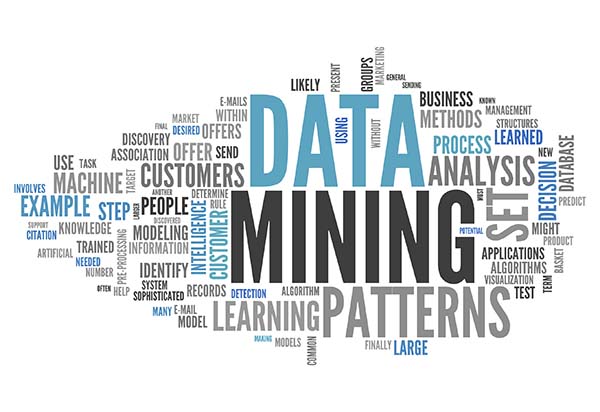 LIKELY
PRESENT
GROUPS
MARKETING
GENERAL
SENDING
E-MAILS
WITHIN
MARKET
DESIRED
OFFERS
FINAL
DISCOVERY
ASSOCIATION
OFFER
SEND
DATA
USING
WITHOUT
BUSINESS
KNOWN
METHODS
MANAGEMENT
STRUCTURES
PROCESS
LEARNED
ANALYSIS
NEW
DECISION
DATABASE
PREDICT
USE
TASK
MACHINE
TARGET
CUSTOMERS
INVOLVES
EXAMPLE
STEP
LARGER
ANOTHER
PEOPLE
DISCOVERED
DETERMINE
RULE
INTELLIGENCE
CUSTOMER
MINING
MUST
SET
POTENTIAL
MIGHT
PRODUCT
BASKET
SUPPORT
CITATION
KNOWLEDGE
MODELING
INFORMATION
ARTIFICIAL
TRAINED
NEEDED
NUMBER
PRE-PROCESSING
IDENTIFY
APPLICATIONS
ALGORITHMS
VISUALIZATION
TEST
TERM
OFTEN
HELP
SYSTEM
SOPHISTICATED
RECORDS
DETECTION
ALGORITHM
MANY
E-MAIL
MODEL
LEARNING
PATTERNS
MAKING
MODELS
COMMON
FINALLY
LARGE